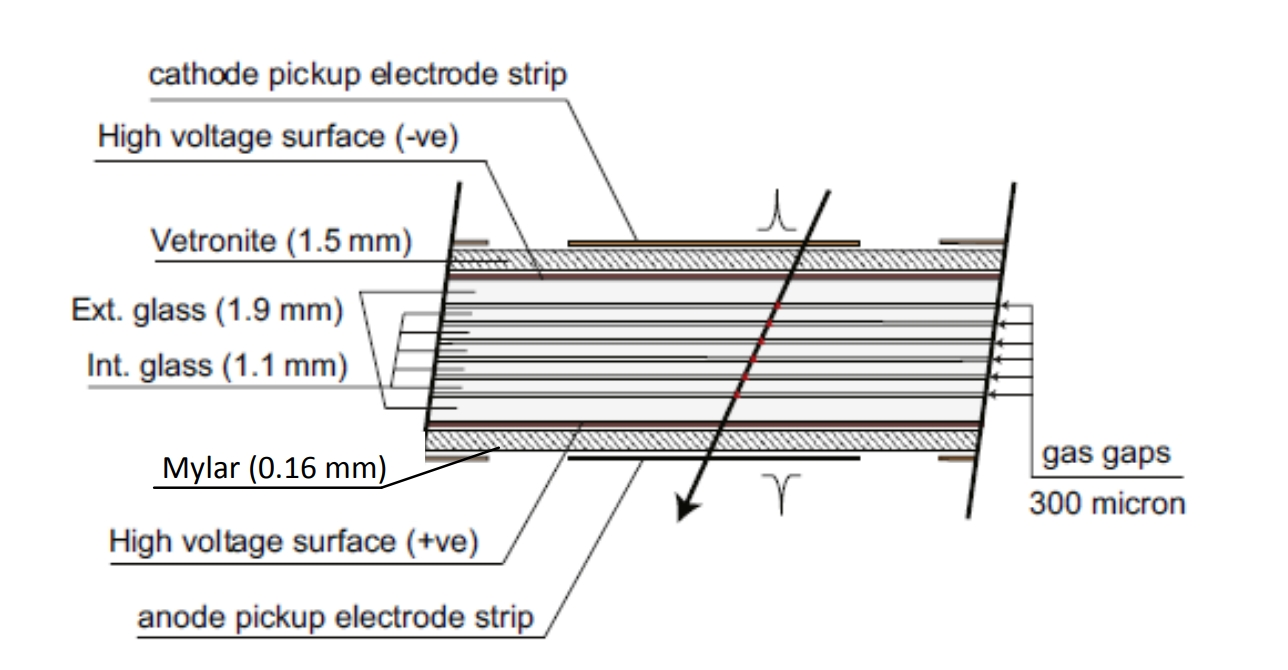 cathode pickup electrode strip
High voltage surface (-ve)
Vetronite (1.5 mm)
Ext. glass (1.9 mm)
Int. glass (1.1 mm)
Mylar (0.16 mm)
High voltage surface (+ve)
anode pickup electrode strip
gas gaps
300 micron